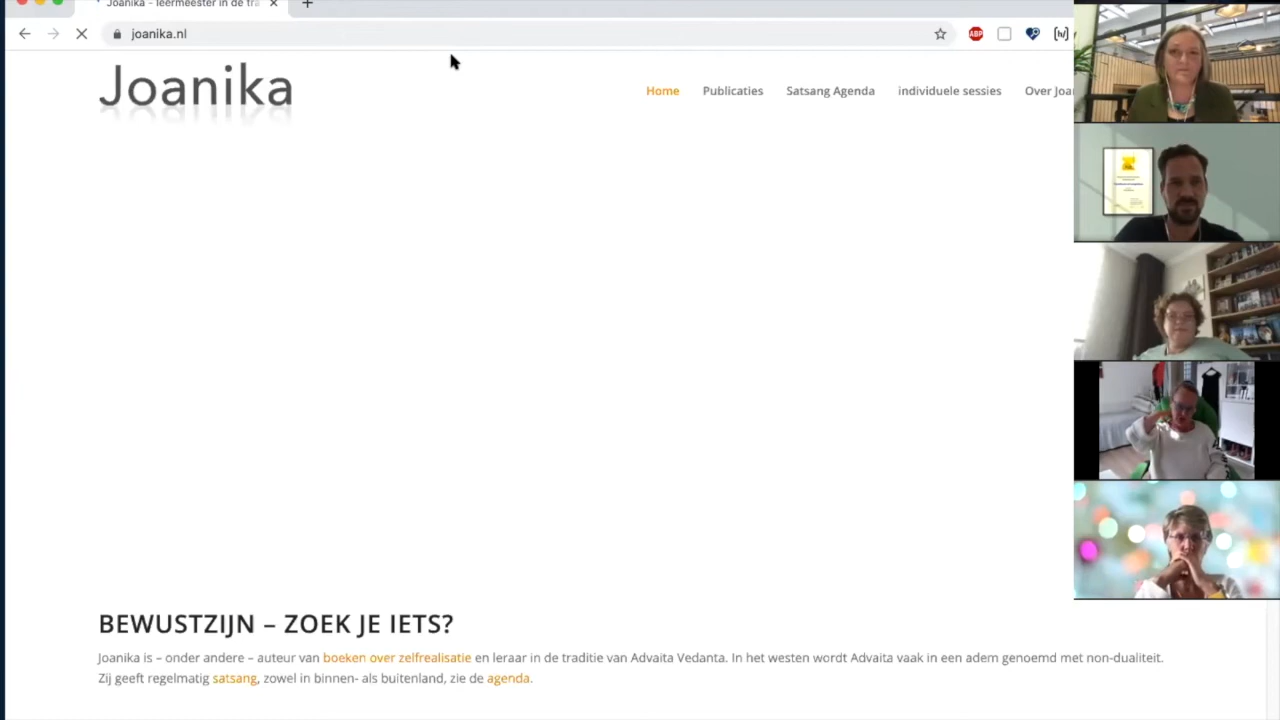 Joanika - leermeester in de tra
joanika.nl
ABP
Joanika
Home Publicaties Satsang Agenda individuele sessies Over Joan
BEWUSTZIJN – ZOEK JE IETS?
Joanika is – onder andere – auteur van boeken over zelfrealisatie en leraar in de traditie van Advaita Vedanta. In het westen wordt Advaita vaak in een adem genoemd met non-dualiteit.
Zij geeft regelmatig satsang, zowel in binnen- als buitenland, zie de agenda.